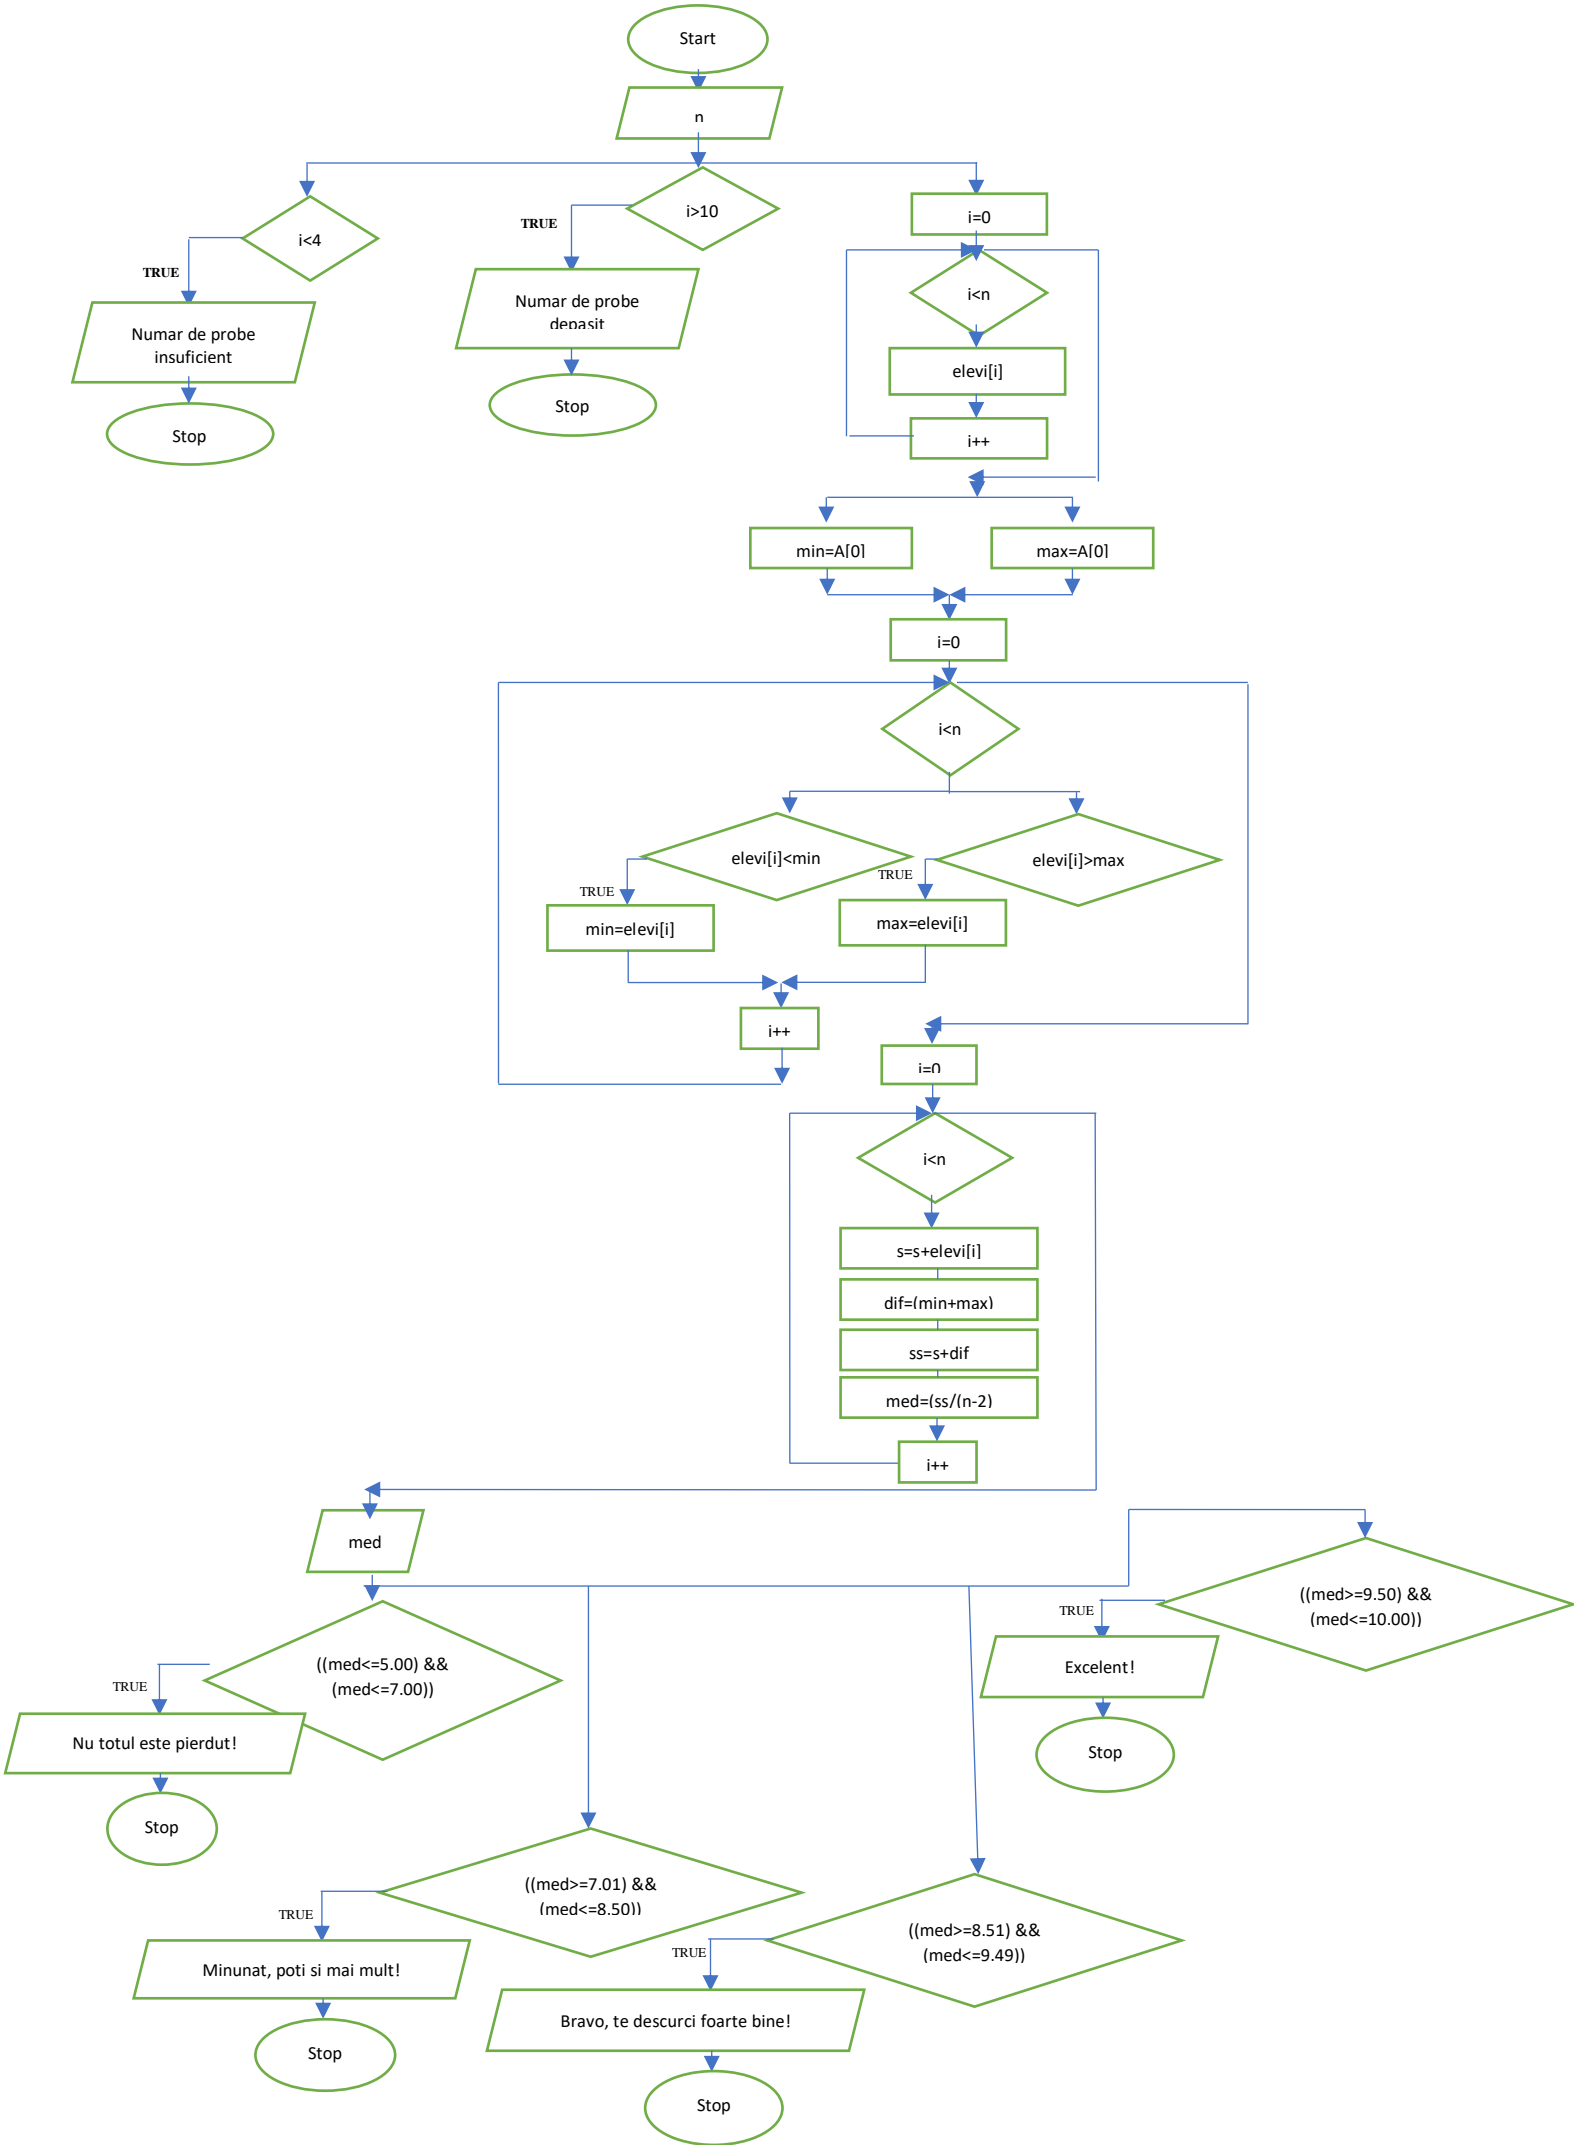 Start
n
i<4
TRUE
Numar de probe
insuficient
Stop
i>10
TRUE
Numar de probe
depasit
Stop
i=0
i<n
elevi[i]
i++
min=A[0]
max=A[0]
i=0
i<n
elevi[i]<min
elevi[i]>max
TRUE
TRUE
min=elevi[i]
max=elevi[i]
i++
i=0
i<n
s=s+elevi[i]
dif=(min+max)
ss=s+dif
med=(ss/(n-2)
i++
med
((med<=5.00) &&
(med<=7.00))
TRUE
Nu totul este pierdut!
Stop
((med>=7.01) &&
(med<=8.50))
TRUE
Minunat, poti si mai mult!
Stop
((med>=8.51) &&
(med<=9.49))
TRUE
Bravo, te descurci foarte bine!
Stop
((med>=9.50) &&
(med<=10.00))
TRUE
Excelent!
Stop